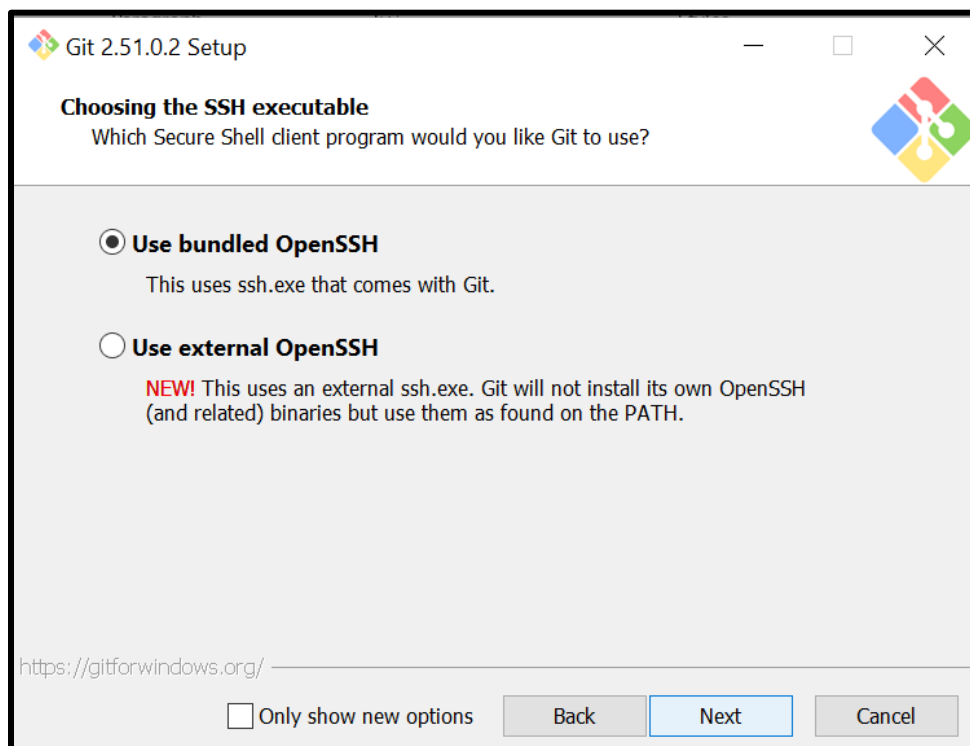 Git 2.51.0.2 Setup
Choosing the SSH executable
Which Secure Shell client program would you like Git to use?
Use bundled OpenSSH
This uses ssh.exe that comes with Git.
Use external OpenSSH
NEW! This uses an external ssh.exe. Git will not install its own OpenSSH
(and related) binaries but use them as found on the PATH.
https://gitforwindows.org/
Only show new options
Back
Next
Cancel